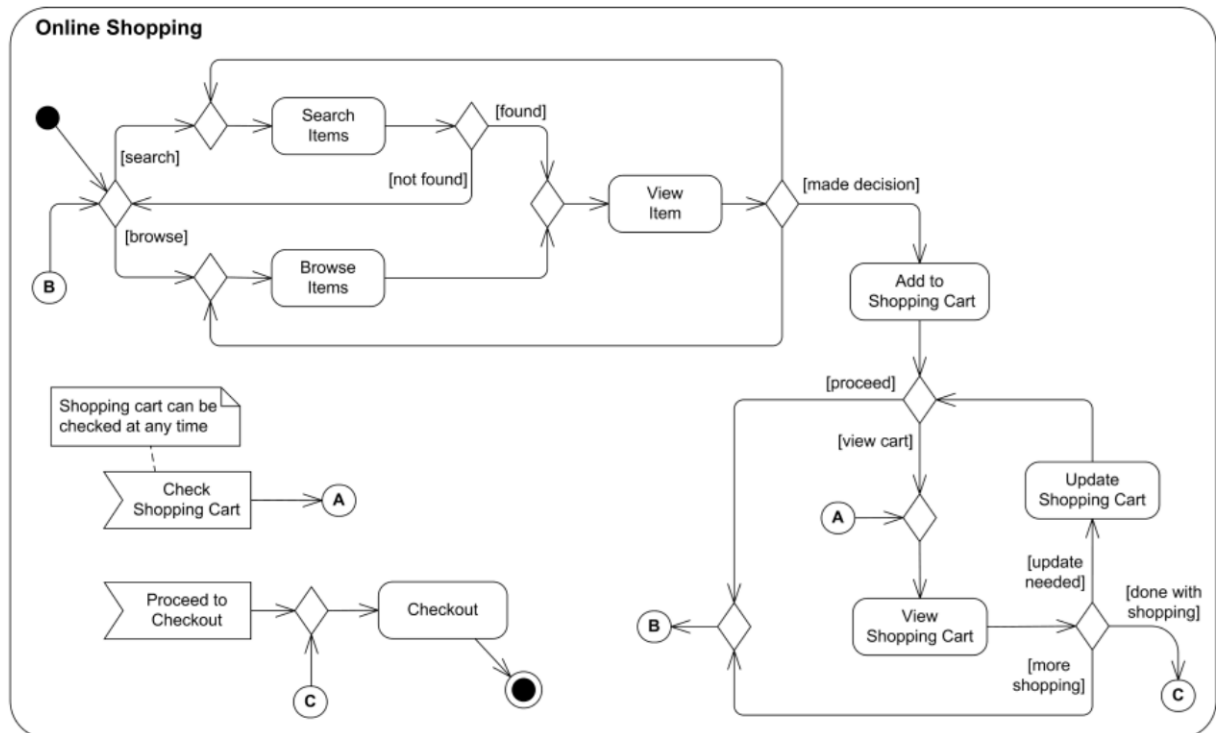 Online Shopping
[found]
Search
Items
[search]
[not found]
[made decision]
View
Item
[browse]
B
Browse
Items
Add to
Shopping Cart
[proceed]
Shopping cart can be
checked at any time
[view cart]
Check
Shopping Cart
A
Update
Shopping Cart
A
[update
needed]
[done with
shopping]
Proceed to
Checkout
Checkout
B
View
Shopping Cart
[more
shopping]
C
C